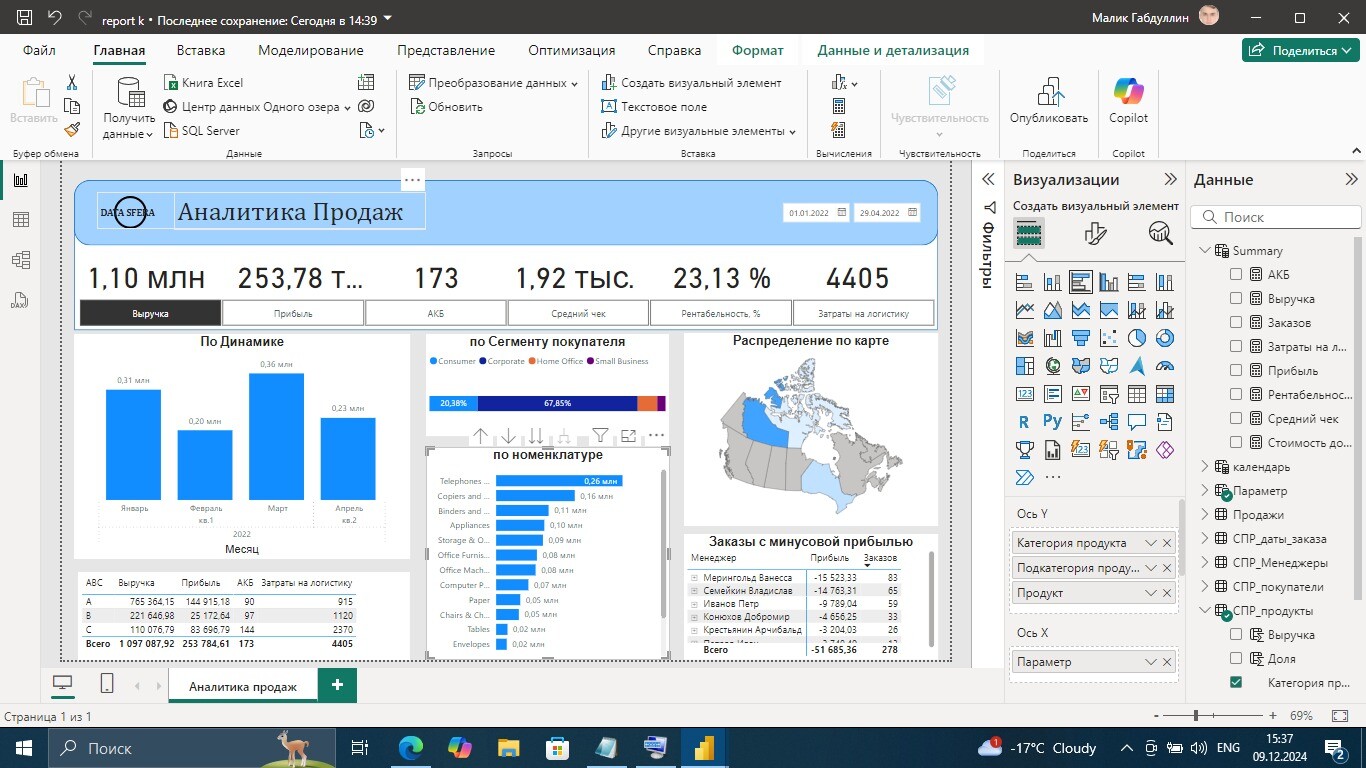 report k • Последнее сохранение: Сегодня в 14:39
Малик Габдуллин
Файл Главная Вставка Моделирование Представление Оптимизация Справка Формат Данные и детализация
Поделиться
Вставить
Буфер обмена
Получить данные
Книга Excel
Центр данных Одного озера
SQL Server
Данные
Преобразование данных
Обновить
Запросы
Создать визуальный элемент
Текстовое поле
Другие визуальные элементы
Вставка
Вычисления
Чувствительность
Чувствительность
Опубликовать
Поделиться
Copilot
Copilot
DATA SFERA
Аналитика Продаж
01.01.2022 29.04.2022
1,10 млн 253,78 т... 173 1,92 тыс. 23,13 % 4405
Выручка Прибыль АКБ Средний чек Рентабельность, % Затраты на логистику
По Динамике
0,31 млн
0,20 млн
0,36 млн
0,23 млн
Январь Февраль Март Апрель
кв.1 кв.2
2022
Месяц
ABC Выручка Прибыль АКБ Затраты на логистику
A 765 364,15 144 915,18 90 915
B 221 646,98 25 172,64 97 1120
C 110 076,79 83 696,79 144 2370
Всего 1 097 087,92 253 784,61 173 4405
по Сегменту покупателя
Consumer Corporate Home Office Small Business
20,38% 67,85%
по номенклатуре
Telephones ... 0,26 млн
Copiers and ... 0,16 млн
Binders and ... 0,11 млн
Appliances 0,10 млн
Storage & O... 0,09 млн
Office Furnis... 0,08 млн
Office Mach... 0,08 млн
Computer P... 0,07 млн
Paper 0,05 млн
Chairs & Ch... 0,05 млн
Tables 0,02 млн
Envelopes 0,02 млн
Распределение по карте
Заказы с минусовой прибылью
Менеджер Прибыль Заказов
Мерингольд Ванесса -15 523,33 83
Семейкин Владислав -14 763,31 65
Иванов Петр -9 789,04 59
Конюхов Добромир -4 656,25 33
Крестьянин Арчибальд -3 204,03 26
Всего -51 685,36 278
Фильтры
Визуализации
Создать визуальный элемент
Ось Y
Категория продукта
Подкатегория проду...
Продукт
Ось X
Параметр
Данные
Поиск
Summary
АКБ
Выручка
Заказов
Затраты на л...
Прибыль
Рентабельнос...
Средний чек
Стоимость до...
календарь
Параметр
Продажи
СПР_даты_заказа
СПР_Менеджеры
СПР_покупатели
СПР_продукты
Выручка
Доля
Категория пр...
Аналитика продаж
Страница 1 из 1
69%
Поиск
-17°C Cloudy
ENG
15:37
09.12.2024
2